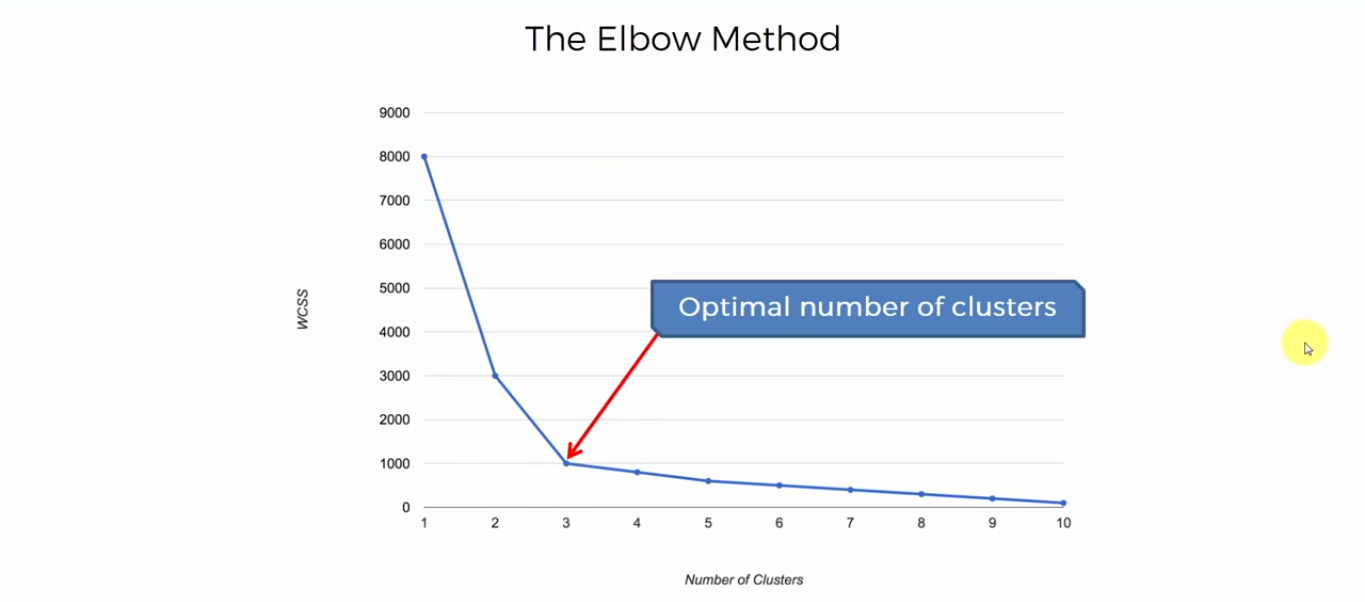 The Elbow Method
9000
8000
7000
6000
5000
4000
3000
2000
1000
0
WCSS
Optimal number of clusters
1 2 3 4 5 6 7 8 9 10
Number of Clusters